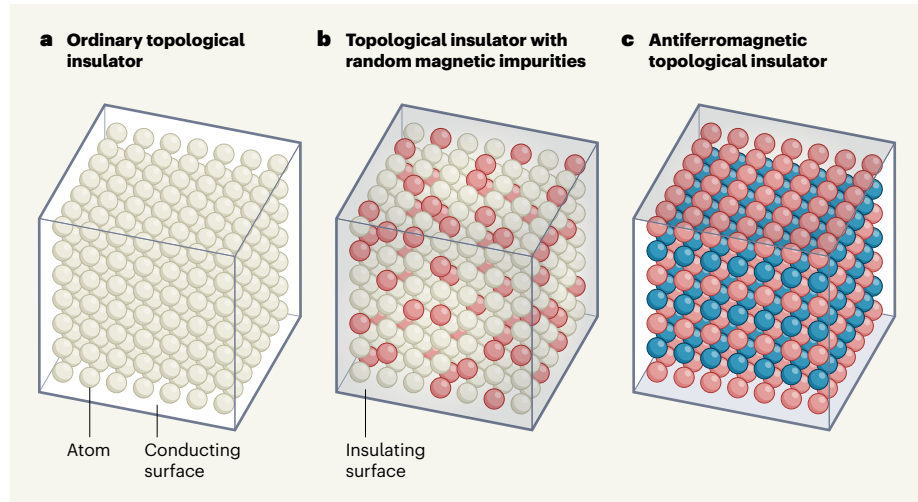 a Ordinary topological
insulator
b Topological insulator with
random magnetic impurities
c Antiferromagnetic
topological insulator
Atom
Conducting
surface
Insulating
surface